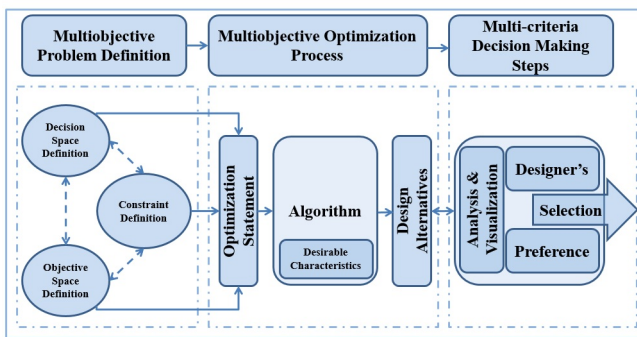 Multiobjective
Problem Definition
Multiobjective Optimization
Process
Multi-criteria
Decision Making
Steps
Decision
Space
Definition
Constraint
Definition
Objective
Space
Definition
Optimization
Statement
Algorithm
Desirable
Characteristics
Design
Alternatives
Analysis &
Visualization
Designer's
Selection
Preference